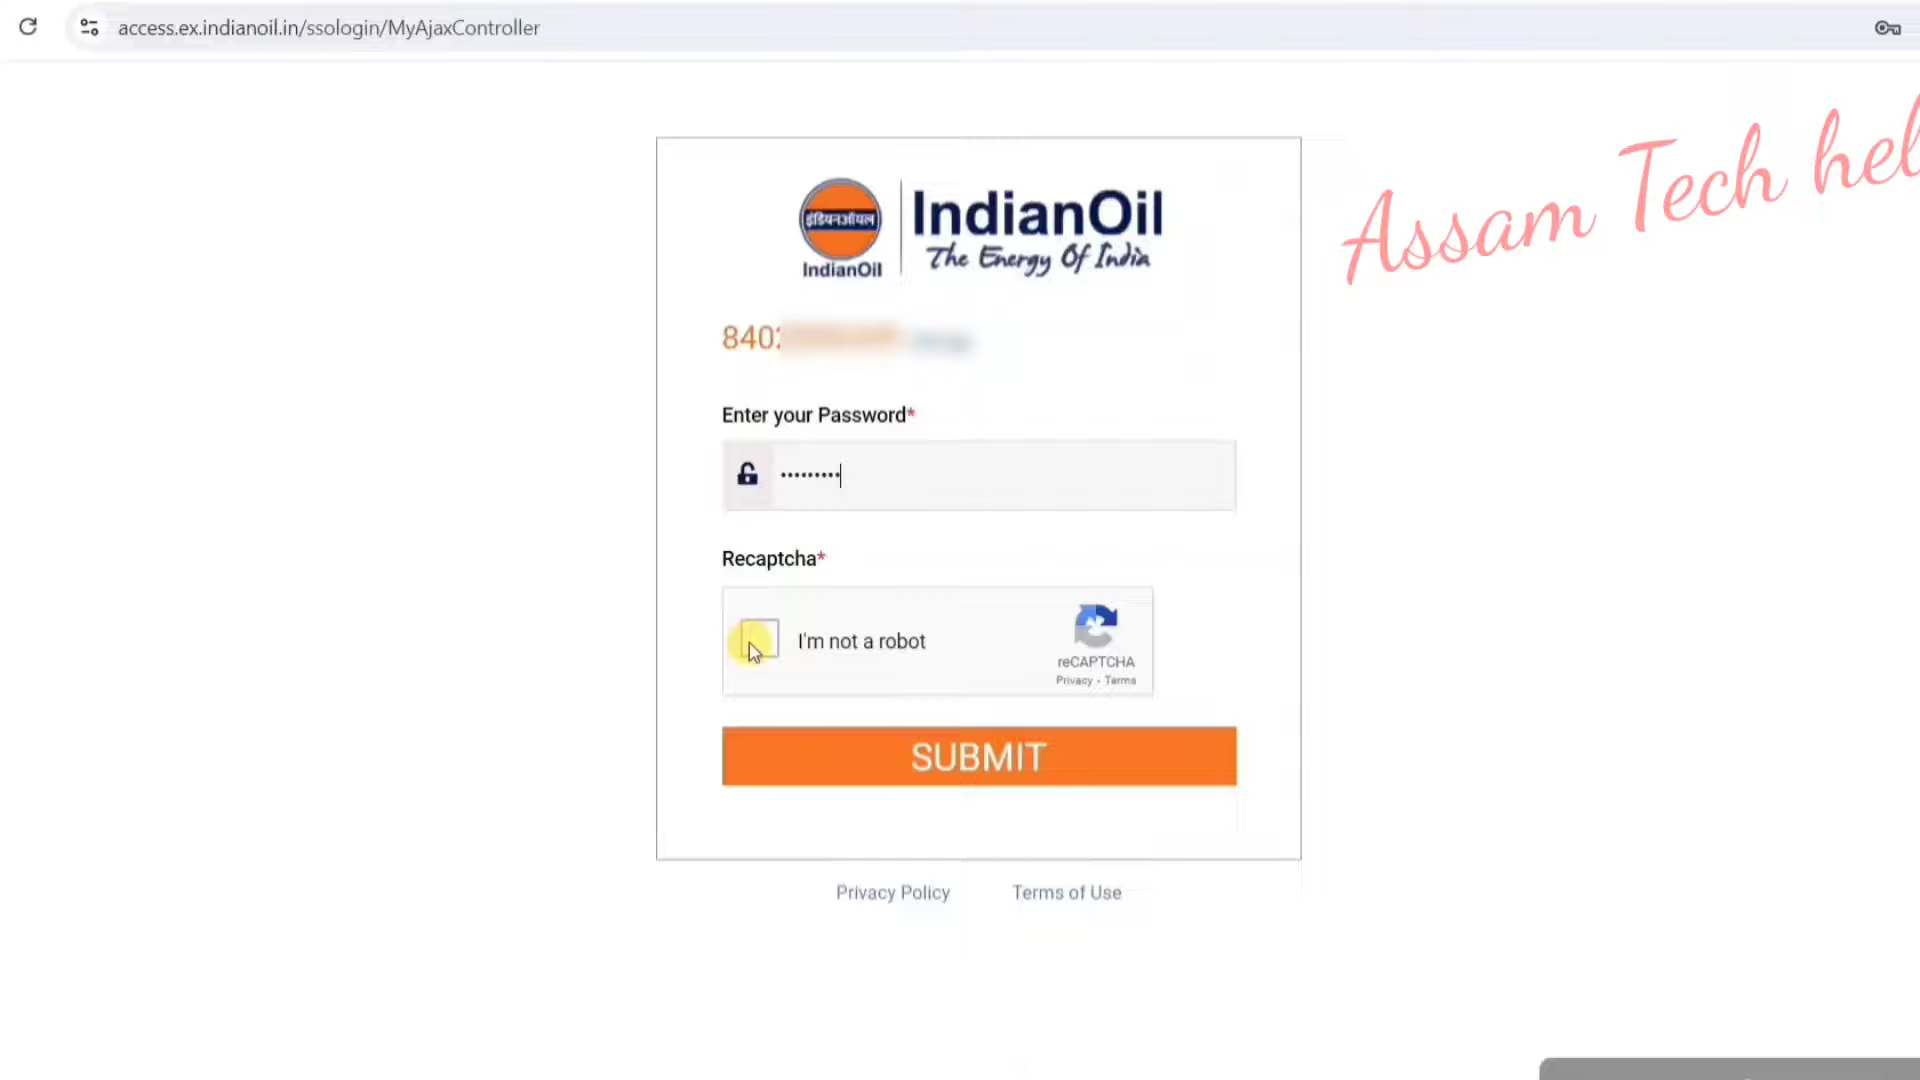 access.ex.indianoil.in/ssologin/MyAjaxController
Assam Tech hel
इंडियनऑयल
IndianOil
IndianOil
The Energy Of India
840
Enter your Password*
Recaptcha*
I'm not a robot
reCAPTCHA
Privacy - Terms
SUBMIT
Privacy Policy
Terms of Use